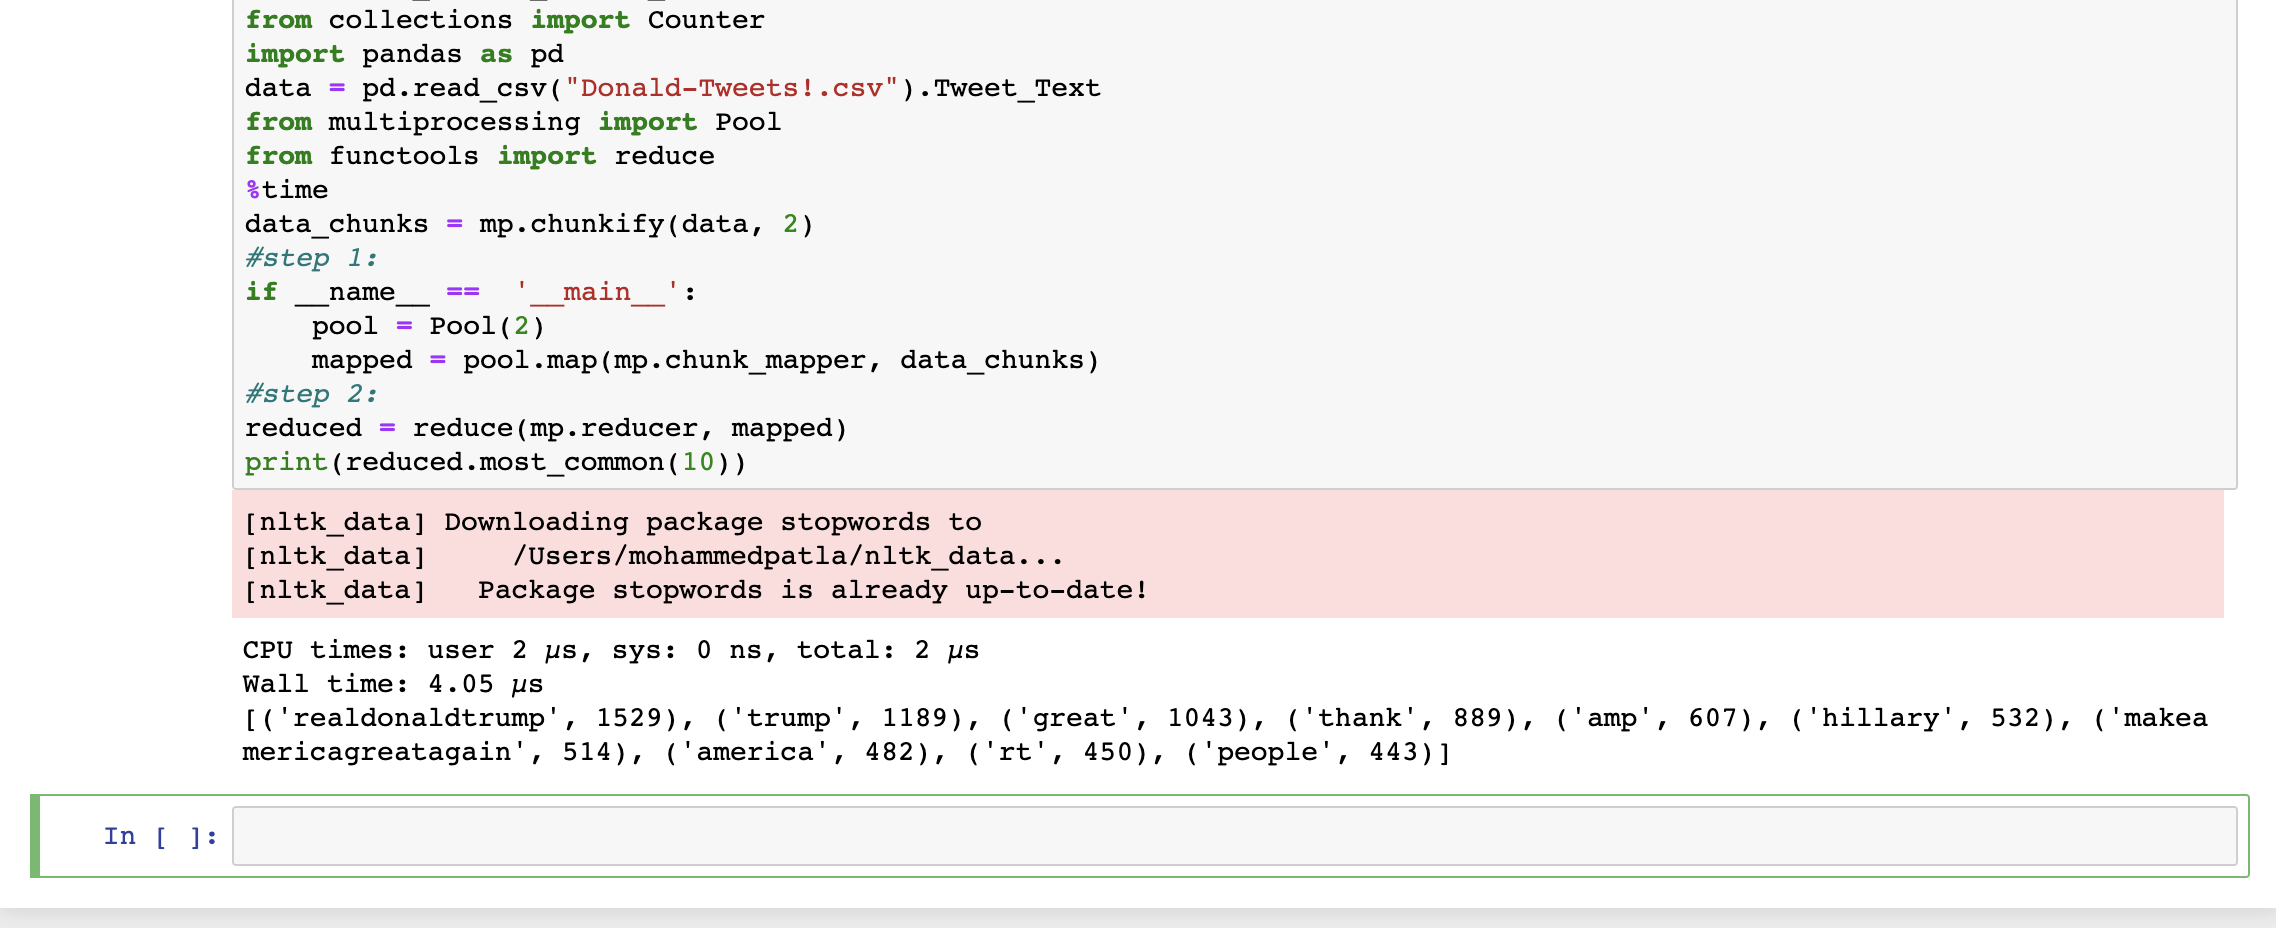 from collections import Counter
import pandas as pd
data = pd.read_csv("Donald-Tweets!.csv").Tweet_Text
from multiprocessing import Pool
from functools import reduce
%time
data_chunks = mp.chunkify(data, 2)
#step 1:
if __name__ ==  '__main__':
    pool = Pool(2)
    mapped = pool.map(mp.chunk_mapper, data_chunks)
#step 2:
reduced = reduce(mp.reducer, mapped)
print(reduced.most_common(10))
[nltk_data] Downloading package stopwords to
[nltk_data]     /Users/mohammedpatla/nltk_data...
[nltk_data]   Package stopwords is already up-to-date!
CPU times: user 2 µs, sys: 0 ns, total: 2 µs
Wall time: 4.05 µs
[('realdonaldtrump', 1529), ('trump', 1189), ('great', 1043), ('thank', 889), ('amp', 607), ('hillary', 532), ('makea
mericagreatagain', 514), ('america', 482), ('rt', 450), ('people', 443)]
In [ ]: